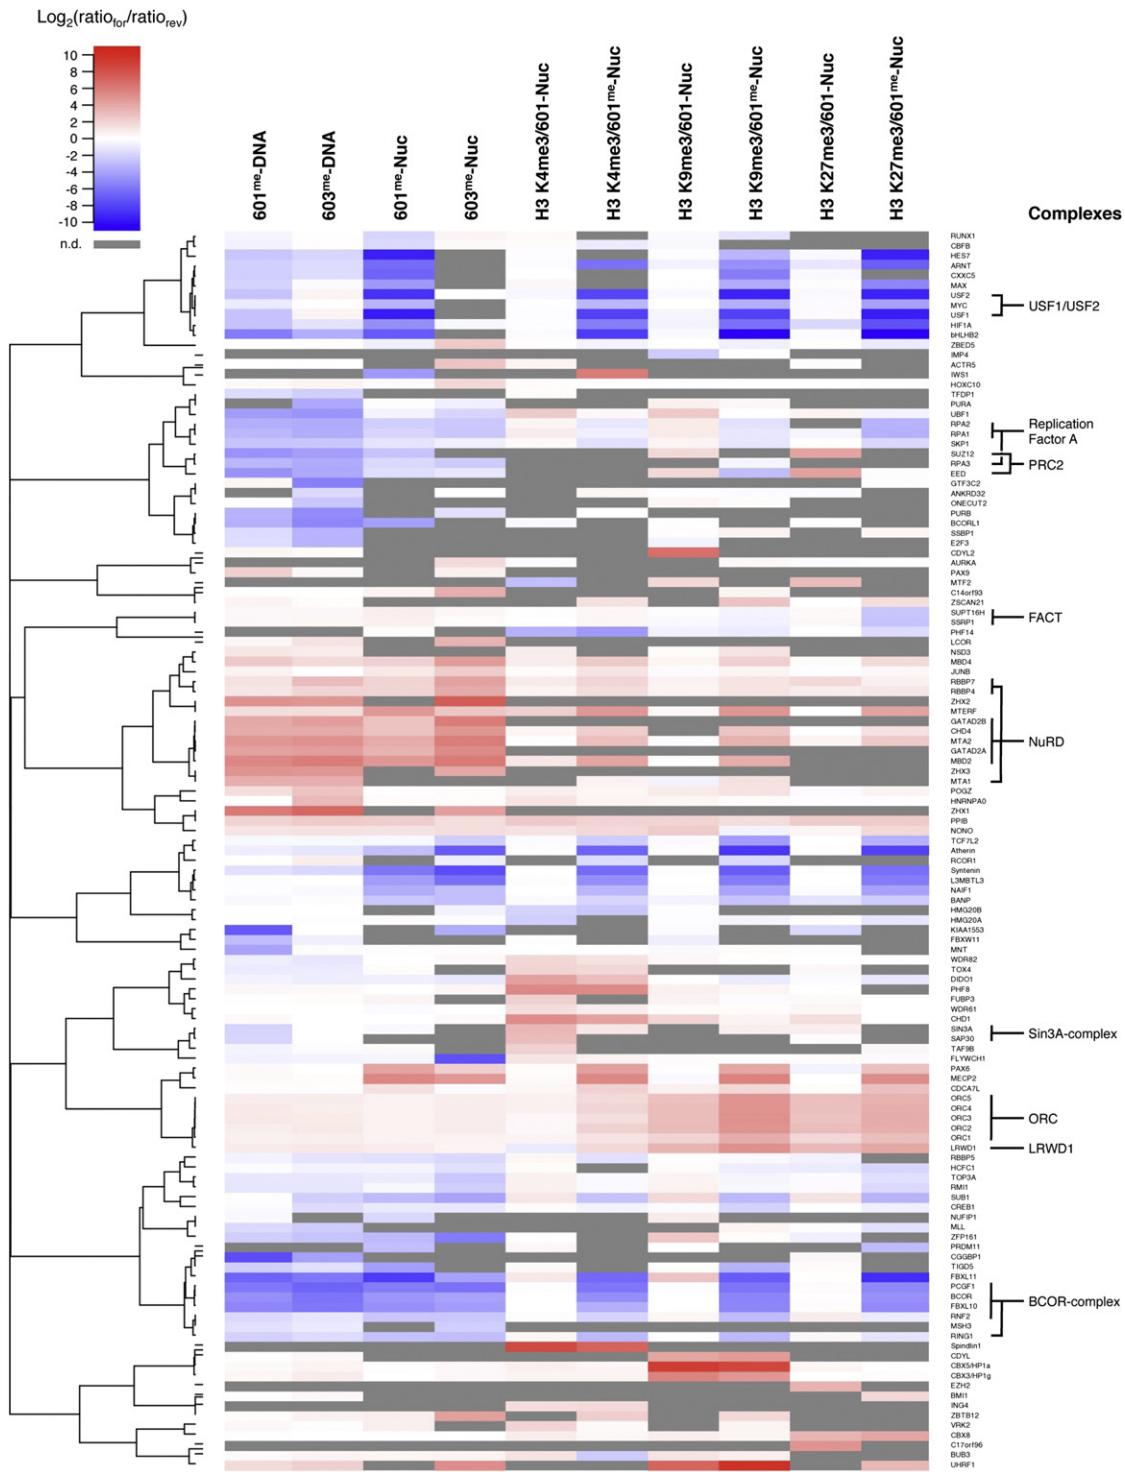 Log2(ratiofor/ratiorev)
10
8
6
4
2
0
-2
-4
-6
-8
-10
n.d.
601me-DNA
603me-DNA
601me-Nuc
603me-Nuc
H3 K4me3/601-Nuc
H3 K4me3/601me-Nuc
H3 K9me3/601-Nuc
H3 K9me3/601me-Nuc
H3 K27me3/601-Nuc
H3 K27me3/601me-Nuc
Complexes
RUNX1
CBFB
HES7
ARNT
CXXC5
MAX
USF2
MYC
USF1/USF2
USF1
HIF1A
bHLHB2
ZBED5
IMP4
ACTR5
IWS1
HOXC10
TFDP1
PURA
UBF1
RPA2
Replication
RPA1
Factor A
SKP1
SUZ12
RPA3
PRC2
EED
GTF3C2
ANKRD32
ONECUT2
PURB
BCORL1
SSBP1
E2F3
CDYL2
AURKA
PAX9
MTF2
C14orf93
ZSCAN21
SUPT16H
FACT
SSRP1
PHF14
LCOR
NSD3
MBD4
JUNB
RBBP7
RBBP4
ZHX2
MTERF
GATAD2B
CHD4
MTA2
NuRD
GATAD2A
MBD2
ZHX3
MTA1
POGZ
HNRNPA0
ZHX1
PPIB
NONO
TCF7L2
Atherin
RCOR1
Syntenin
L3MBTL3
NAIF1
BANP
HMG20B
HMG20A
KIAA1553
FBXW11
MNT
WDR82
TOX4
DIDO1
PHF8
FUBP3
WDR61
CHD1
SIN3A
Sin3A-complex
SAP30
TAF9B
FLYWCH1
PAX6
MECP2
CDCA7L
ORC5
ORC4
ORC3
ORC
ORC2
ORC1
LRWD1
LRWD1
RBBP5
HCFC1
TOP3A
RMI1
SUB1
CREB1
NUFIP1
MLL
ZFP161
PRDM11
CGGBP1
TIGD5
FBXL11
PCGF1
BCOR
BCOR-complex
FBXL10
RNF2
MSH3
RING1
Spindlin1
CDYL
CBX5/HP1a
CBX3/HP1g
EZH2
BMI1
ING4
ZBTB12
VRK2
CBX8
C17orf96
BUB3
UHRF1